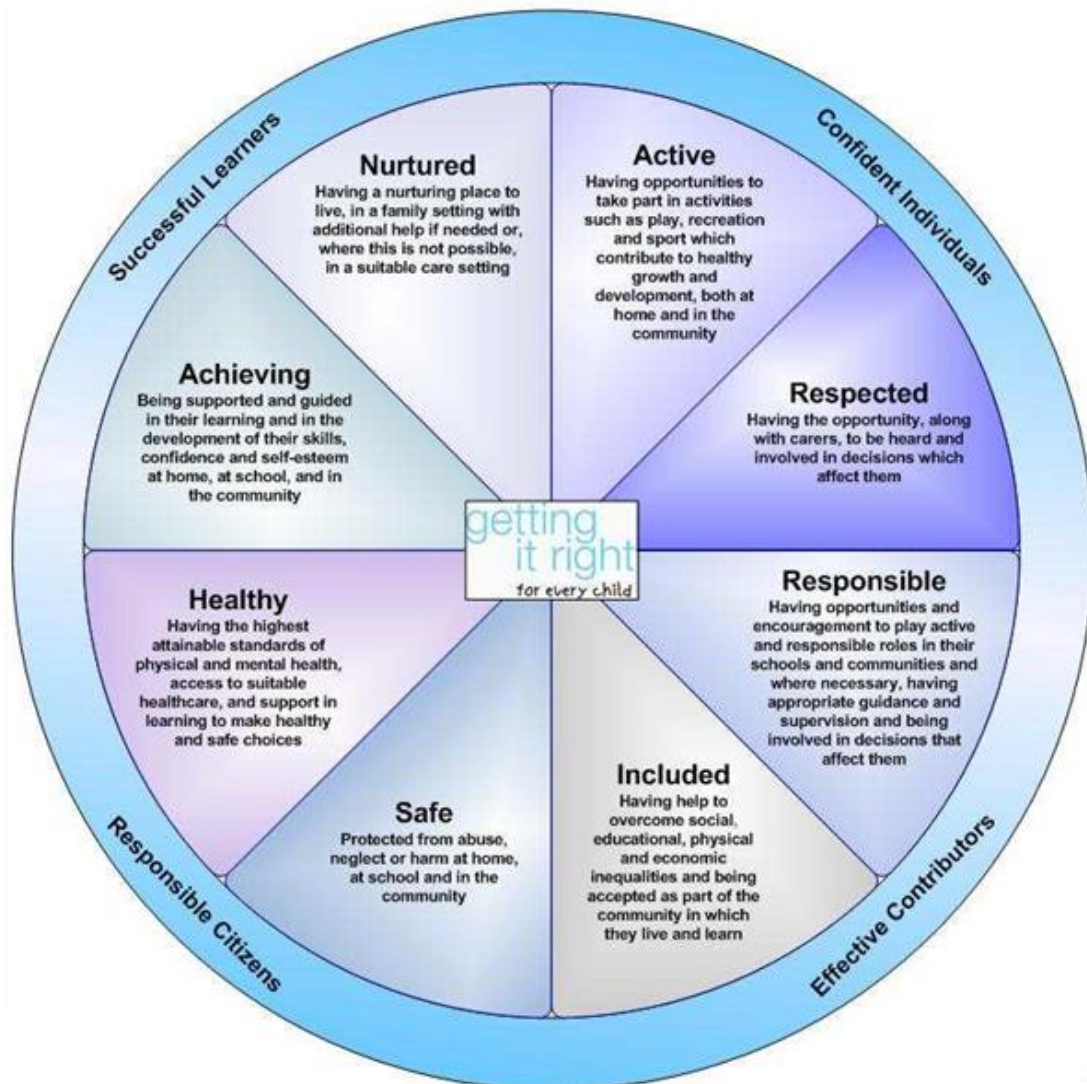 Successful Learners
Confident Individuals
Nurtured
Having a nurturing place to
live, in a family setting with
additional help if needed or,
where this is not possible,
in a suitable care setting
Active
Having opportunities to
take part in activities
such as play, recreation
and sport which
contribute to healthy
growth and
development, both at
home and in the
community
Achieving
Being supported and guided
in their learning and in the
development of their skills,
confidence and self-esteem
at home, at school, and in
the community
Respected
Having the opportunity, along
with carers, to be heard and
involved in decisions which
affect them
getting
it right
for every child
Healthy
Having the highest
attainable standards of
physical and mental health,
access to suitable
healthcare, and support in
learning to make healthy
and safe choices
Responsible
Having opportunities and
encouragement to play active
and responsible roles in their
schools and communities and
where necessary, having
appropriate guidance and
supervision and being
involved in decisions that
affect them
Safe
Protected from abuse,
neglect or harm at home,
at school and in the
community
Included
Having help to
overcome social,
educational, physical
and economic
inequalities and being
accepted as part of the
community in which
they live and learn
Responsible Citizens
Effective Contributors